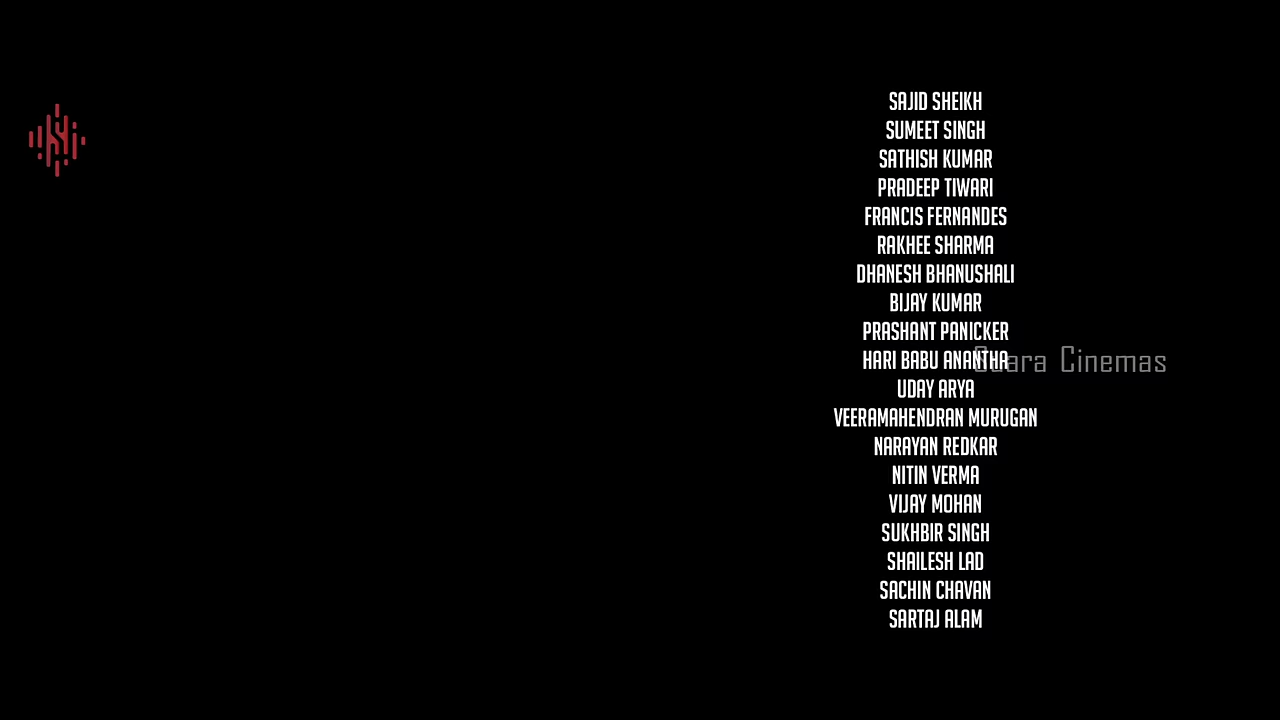 SAJID SHEIKH
SUMEET SINGH
SATHISH KUMAR
PRADEEP TIWARI
FRANCIS FERNANDES
RAKHEE SHARMA
DHANESH BHANUSHALI
BIJAY KUMAR
PRASHANT PANICKER
HARI BABU ANANTHA
Cinemas
UDAY ARYA
VEERAMAHENDRAN MURUGAN
NARAYAN REDKAR
NITIN VERMA
VIJAY MOHAN
SUKHBIR SINGH
SHAILESH LAD
SACHIN CHAVAN
SARTAJ ALAM